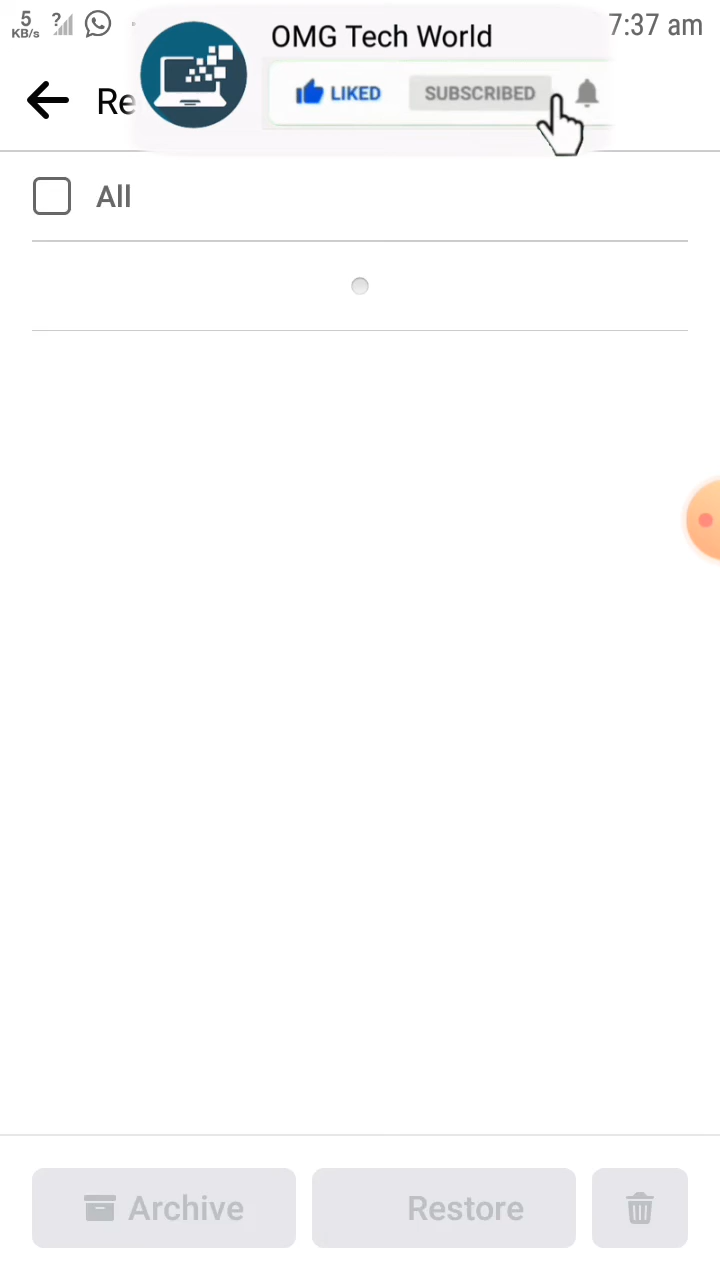 5
KB/s
?
7:37 am
OMG Tech World
LIKED
SUBSCRIBED
Re
All
Archive
Restore